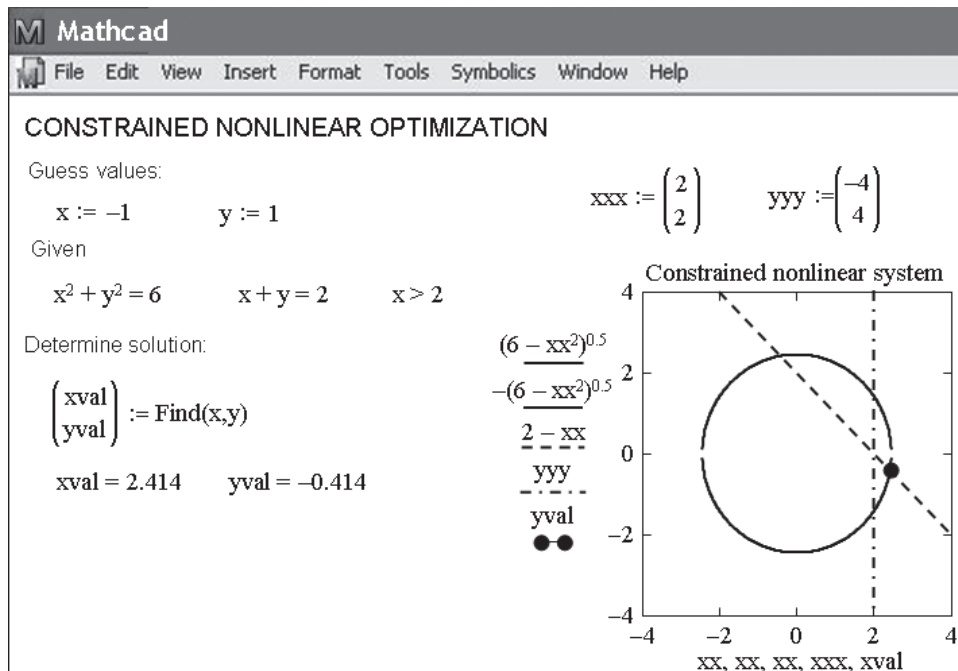 M Mathcad
File Edit View Insert Format Tools Symbolics Window Help
CONSTRAINED NONLINEAR OPTIMIZATION
Guess values:
x := –1 y := 1
xxx := (2 2) yyy := (–4 4)
Given
x² + y² = 6 x + y = 2 x > 2
Determine solution:
(xval yval) := Find(x,y)
xval = 2.414 yval = –0.414
(6 – xx²)^0.5
–(6 – xx²)^0.5
2 – xx
yyy
yval
Constrained nonlinear system
4
2
0
–2
–4
–4 –2 0 2 4
xx, xx, xx, xxx, xval